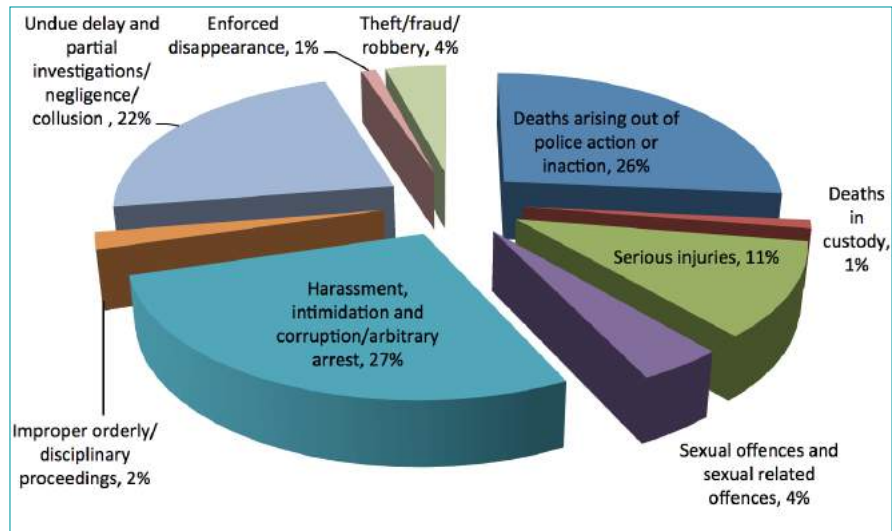 Undue delay and
partial
investigations/
negligence/
collusion , 22%
Enforced
disappearance, 1%
Theft/fraud/
robbery, 4%
Deaths arising out of
police action or
inaction, 26%
Deaths
in
custody,
1%
Serious injuries, 11%
Harassment,
intimidation and
corruption/arbitrary
arrest, 27%
Improper orderly/
disciplinary
proceedings, 2%
Sexual offences and
sexual related
offences, 4%